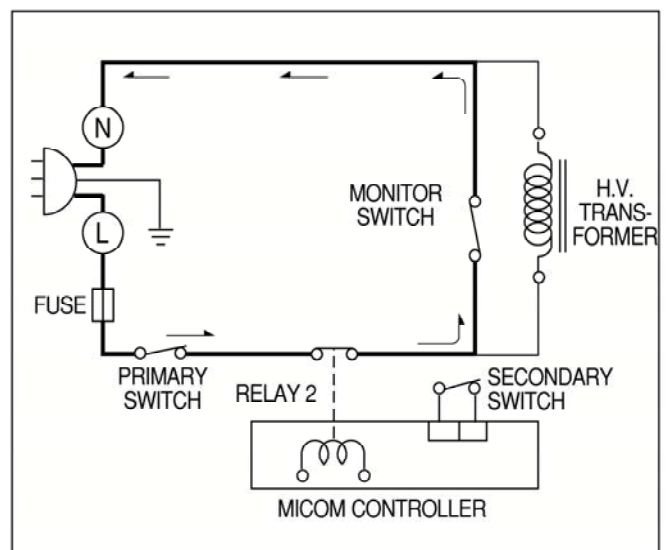 N
MONITOR
SWITCH
H.V.
TRANS-
FORMER
L
FUSE
PRIMARY
SWITCH
RELAY 2
SECONDARY
SWITCH
MICOM CONTROLLER